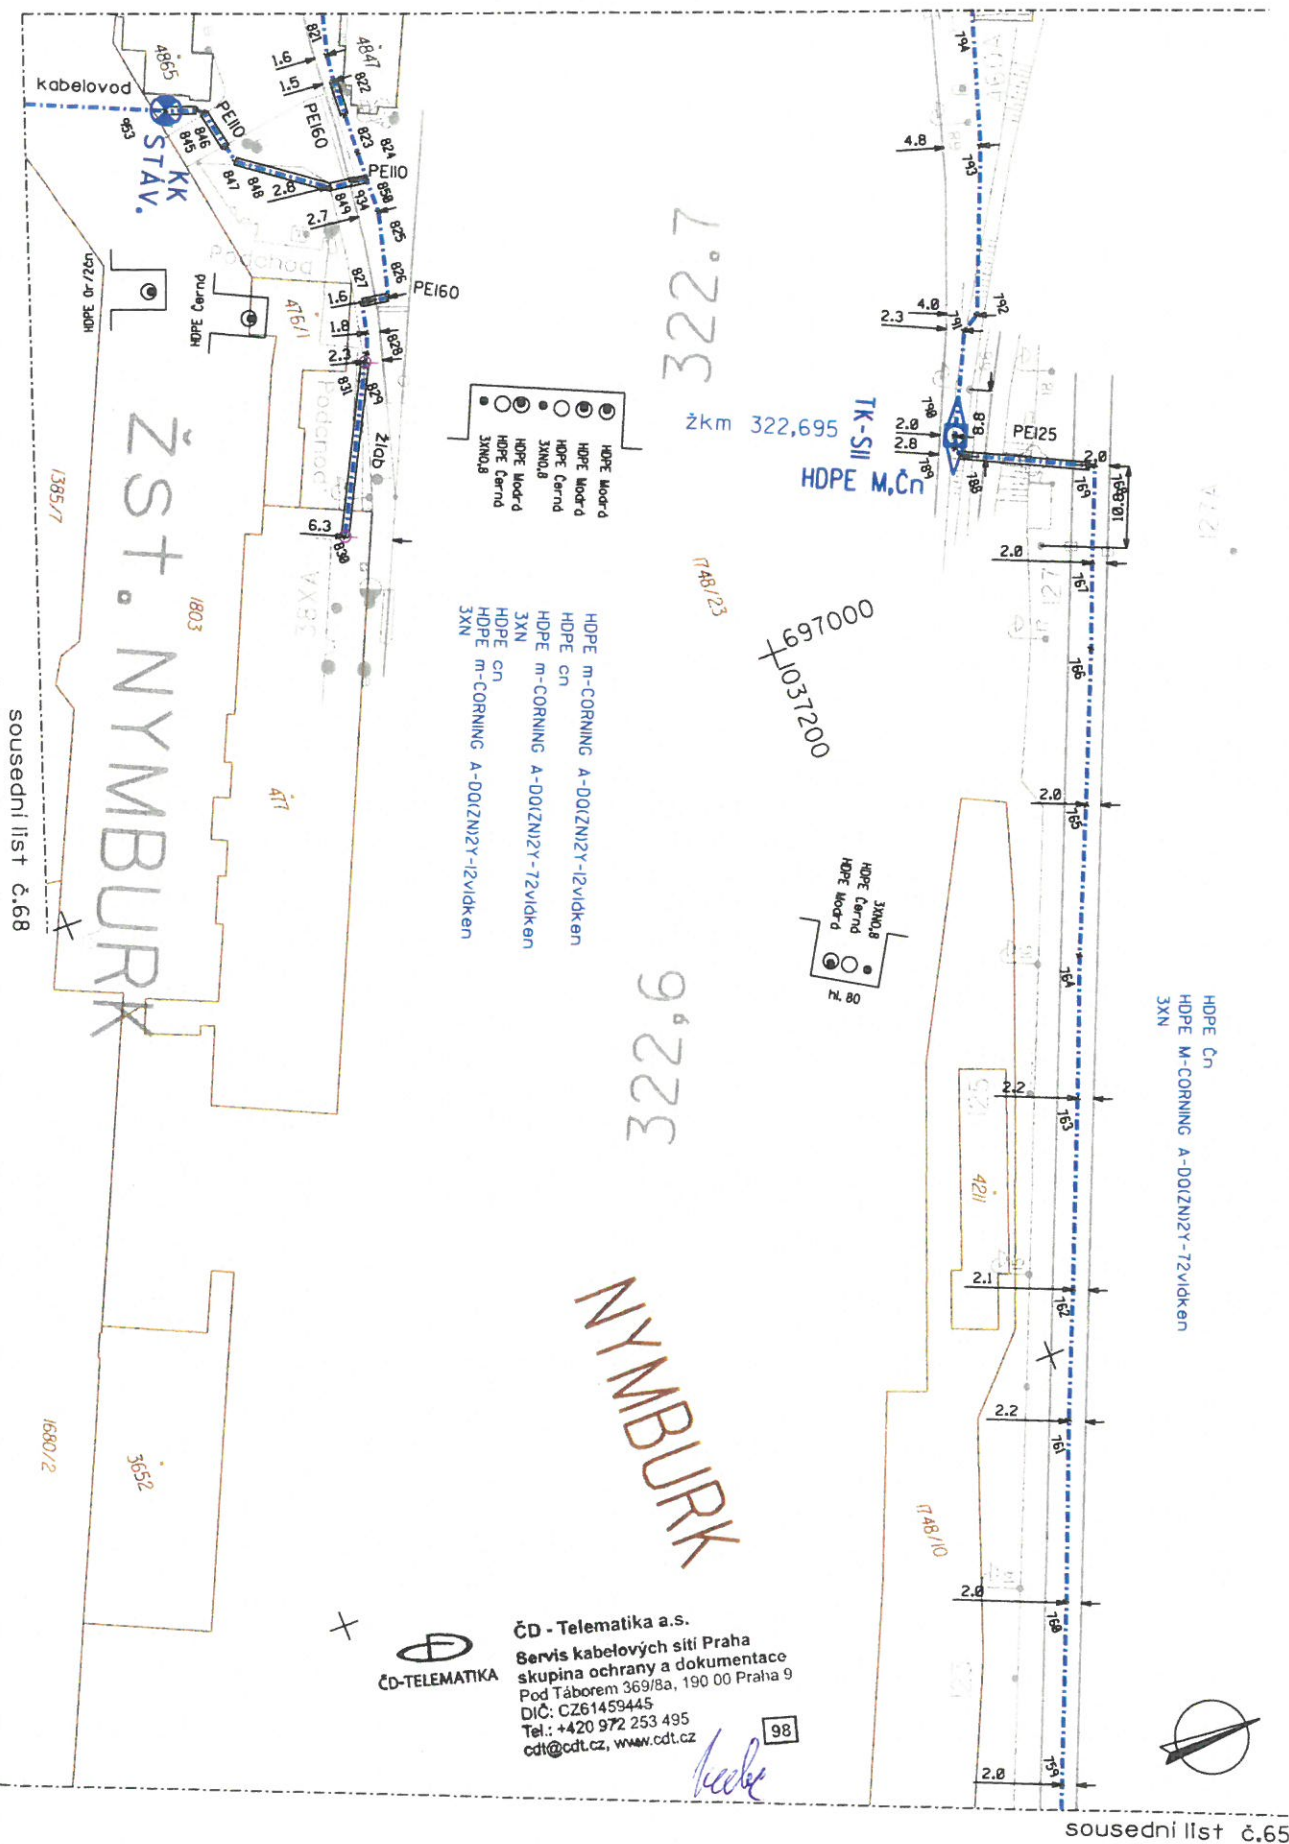 821
1.6
1.5
822
4847
4865
kabelovod
PE110
PE160
823
824
953
845
846
847
848
KK
STÁV.
2.8
849
934
PE110
850
2.7
825
826
827
PE160
Podchod
HDPE Or/2čn
HDPE Černá
476/1
1.6
1.8
828
2.3
831
829
Podchod
žlab
6.3
830
HDPE Modrá
HDPE Modrá
HDPE Černá
3XN0,8
HDPE Modrá
HDPE Černá
3XN0,8
322.7
žkm 322,695
TK-SII
HDPE M,Čn
794
4.8
793
4.0
2.3
792
791
790
8.8
2.0
2.8
789
788
PE125
2.0
769
768
10.8
2.0
767
766
žST. NYMBURK
1385/7
1803
477
1748/23
697000
1037200
HDPE m-CORNING A-DQ(ZN)2Y-12vláken
HDPE cn
HDPE m-CORNING A-DQ(ZN)2Y-72vláken
3XN
HDPE cn
HDPE m-CORNING A-DQ(ZN)2Y-12vláken
3XN
2.0
765
3XN0,8
HDPE Černá
HDPE Modrá
hl. 80
764
sousední list č.68
322,6
HDPE Čn
HDPE M-CORNING A-DQ(ZN)2Y-72vláken
3XN
2.2
763
4211
2.1
762
NYMBURK
2.2
761
1680/2
3652
1748/10
2.0
760
ČD-TELEMATIKA
ČD - Telematika a.s.
Servis kabelových sítí Praha
skupina ochrany a dokumentace
Pod Táborem 369/8a, 190 00 Praha 9
DIČ: CZ61459445
Tel.: +420 972 253 495
cdt@cdt.cz, www.cdt.cz
98
2.0
759
sousední list č.65